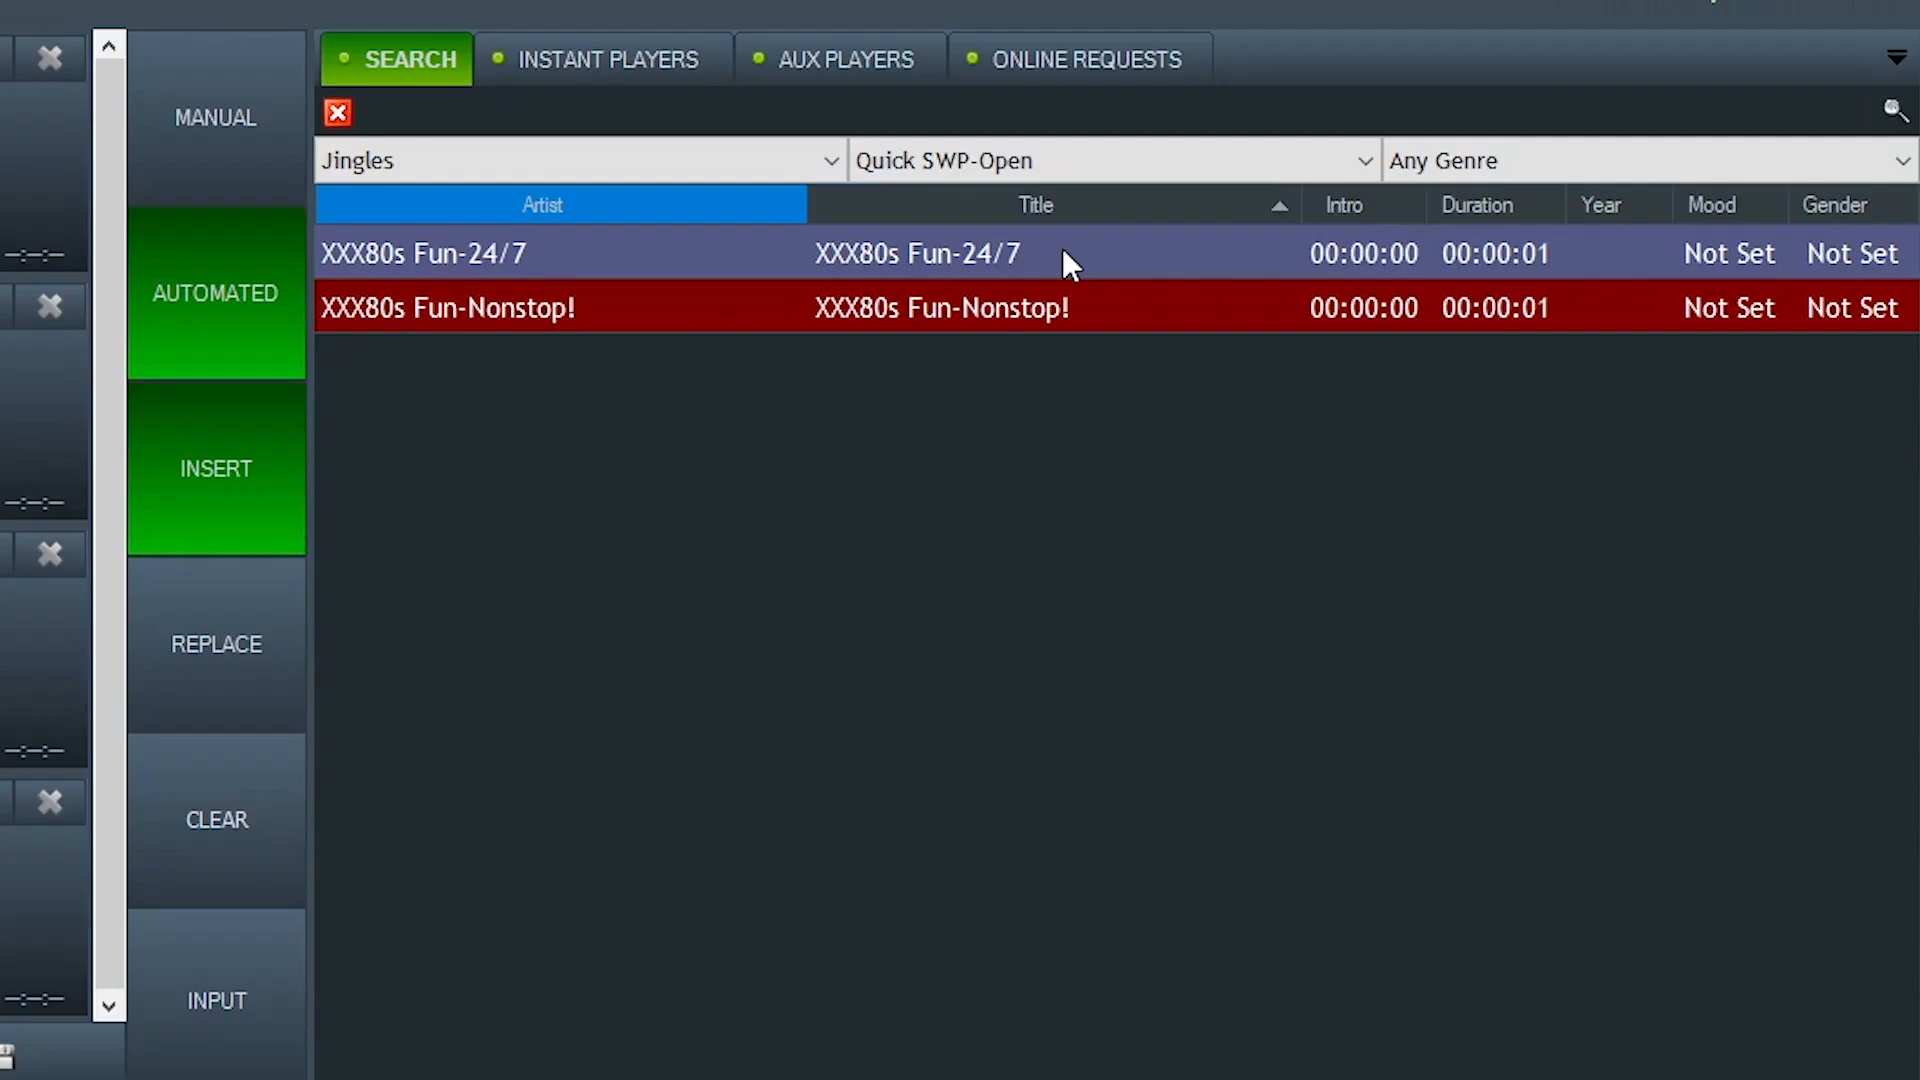 SEARCH
INSTANT PLAYERS
AUX PLAYERS
ONLINE REQUESTS
Jingles
Quick SWP-Open
Any Genre
Artist Title Intro Duration Year Mood Gender
XXX80s Fun-24/7 XXX80s Fun-24/7 00:00:00 00:00:01 Not Set Not Set
XXX80s Fun-Nonstop! XXX80s Fun-Nonstop! 00:00:00 00:00:01 Not Set Not Set
MANUAL
AUTOMATED
INSERT
REPLACE
CLEAR
INPUT
--:--:--
--:--:--
--:--:--
--:--:--